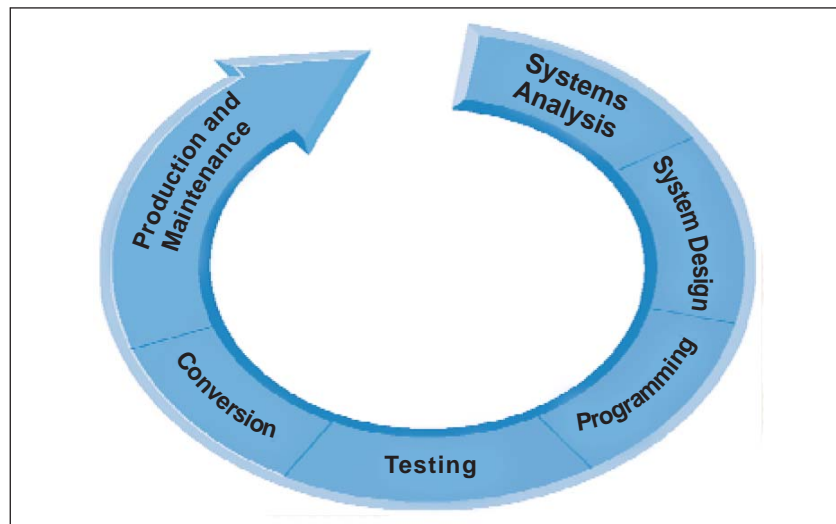 Systems
Analysis
System Design
Programming
Testing
Conversion
Production and
Maintenance